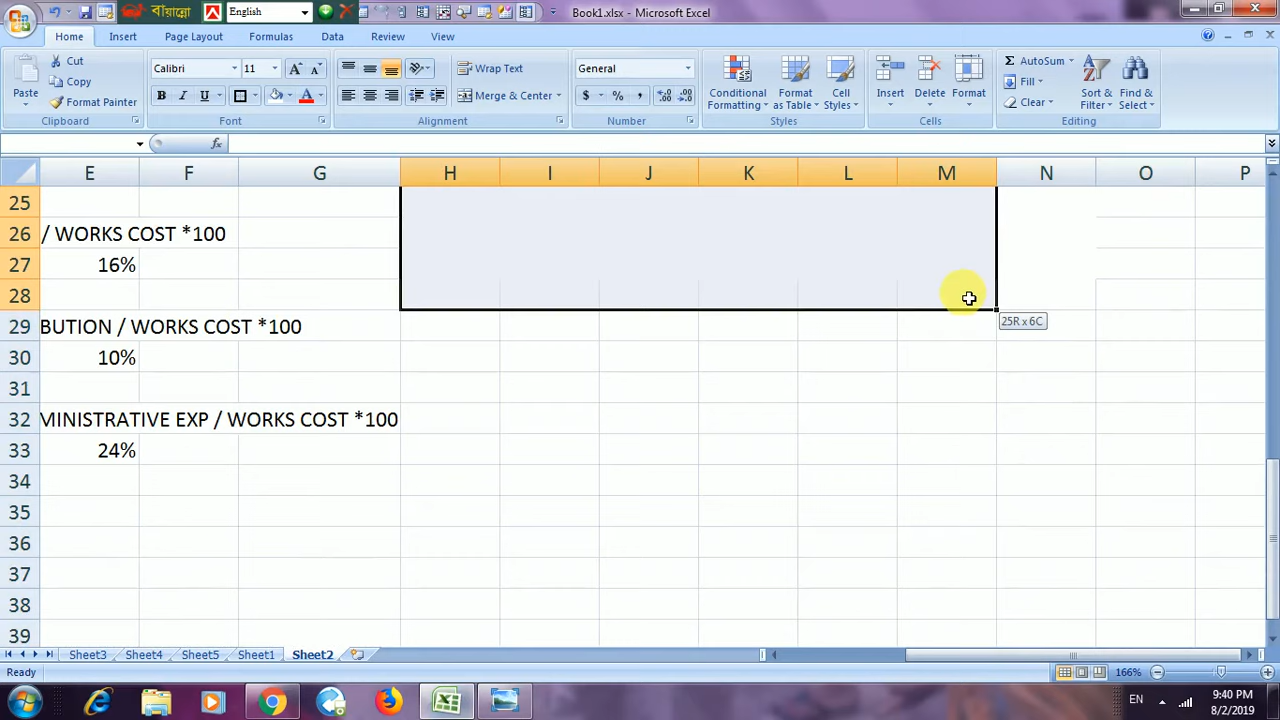 বায়ান্নো English Book1.xlsx - Microsoft Excel
Home Insert Page Layout Formulas Data Review View
Paste Cut Copy Format Painter Clipboard
Calibri 11 Font
Wrap Text Merge & Center Alignment
General $ % , Number
Conditional Formatting Format as Table Cell Styles Styles
Insert Delete Format Cells
AutoSum Fill Clear Sort & Filter Find & Select Editing
fx
E F G H I J K L M N O P
25
26 / WORKS COST *100
27 16%
28
25R x 6C
29 BUTION / WORKS COST *100
30 10%
31
32 MINISTRATIVE EXP / WORKS COST *100
33 24%
34
35
36
37
38
39
Sheet3 Sheet4 Sheet5 Sheet1 Sheet2
Ready 166%
EN 9:40 PM
8/2/2019